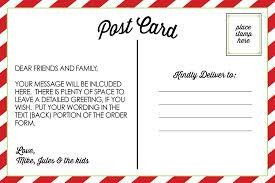 Post Card
place
stamp
here
DEAR FRIENDS AND FAMILY,
YOUR MESSAGE WILL BE INLCUDED
HERE. THERE IS PLENTY OF SPACE TO
LEAVE A DETAILED GREETING, IF YOU
WISH. PUT YOUR WORDING IN THE
TEXT (BACK) PORTION OF THE ORDER
FORM.
Love,
Mike, Jules & the kids
Kindly Deliver to: